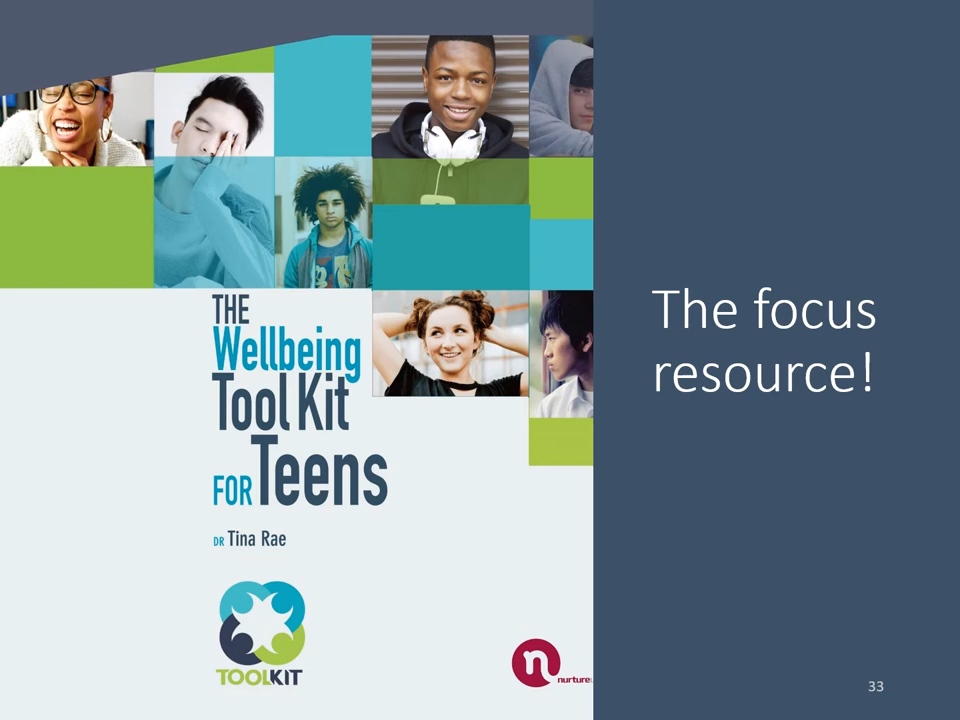 THE
Wellbeing
Tool Kit
FOR Teens
DR Tina Rae
TOOLKIT
n
nurture
The focus
resource!
33